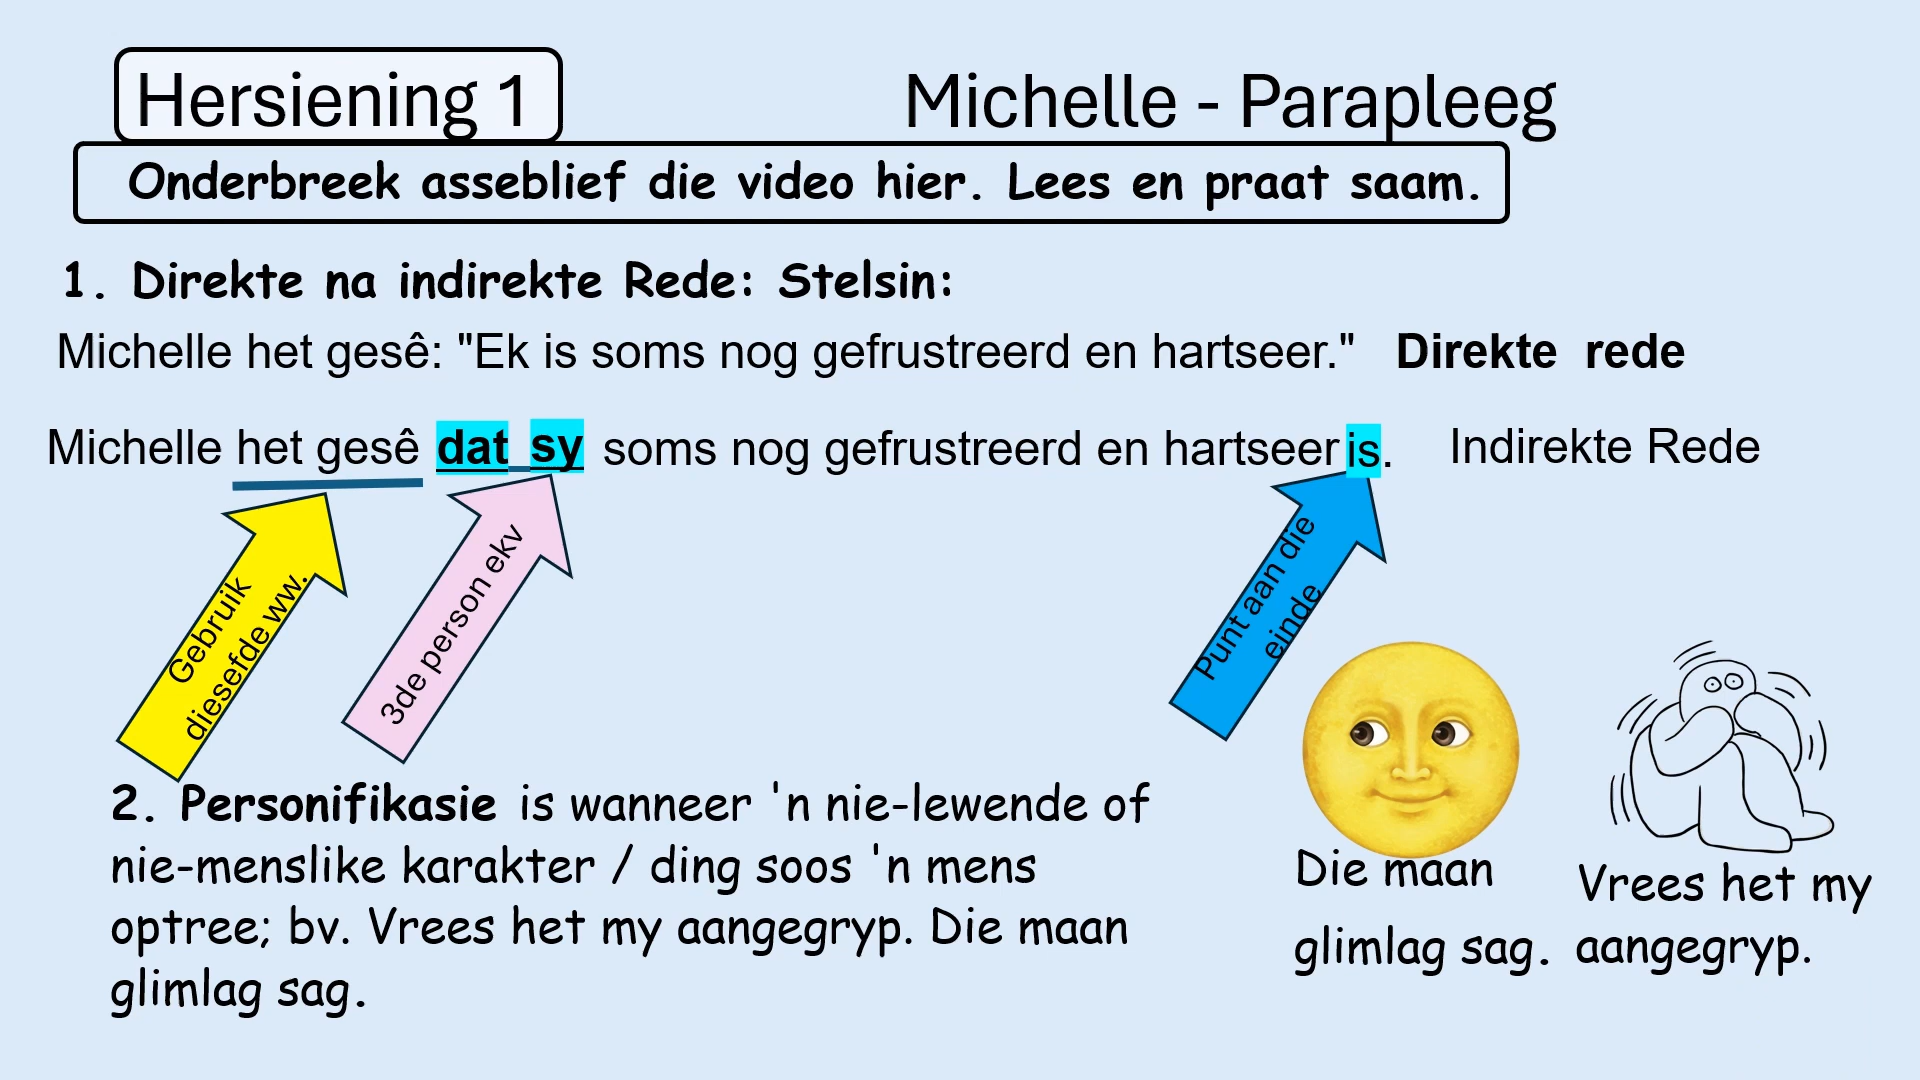 Hersiening 1
Michelle - Parapleeg
Onderbreek asseblief die video hier. Lees en praat saam.
1. Direkte na indirekte Rede: Stelsin:
Michelle het gesê: "Ek is soms nog gefrustreerd en hartseer." Direkte rede
Michelle het gesê dat sy soms nog gefrustreerd en hartseer is. Indirekte Rede
Gebruik
diesefde ww.
3de person ekv
Punt aan die
einde
2. Personifikasie is wanneer 'n nie-lewende of
nie-menslike karakter / ding soos 'n mens
optree; bv. Vrees het my aangegryp. Die maan
glimlag sag.
Die maan
glimlag sag.
Vrees het my
aangegryp.